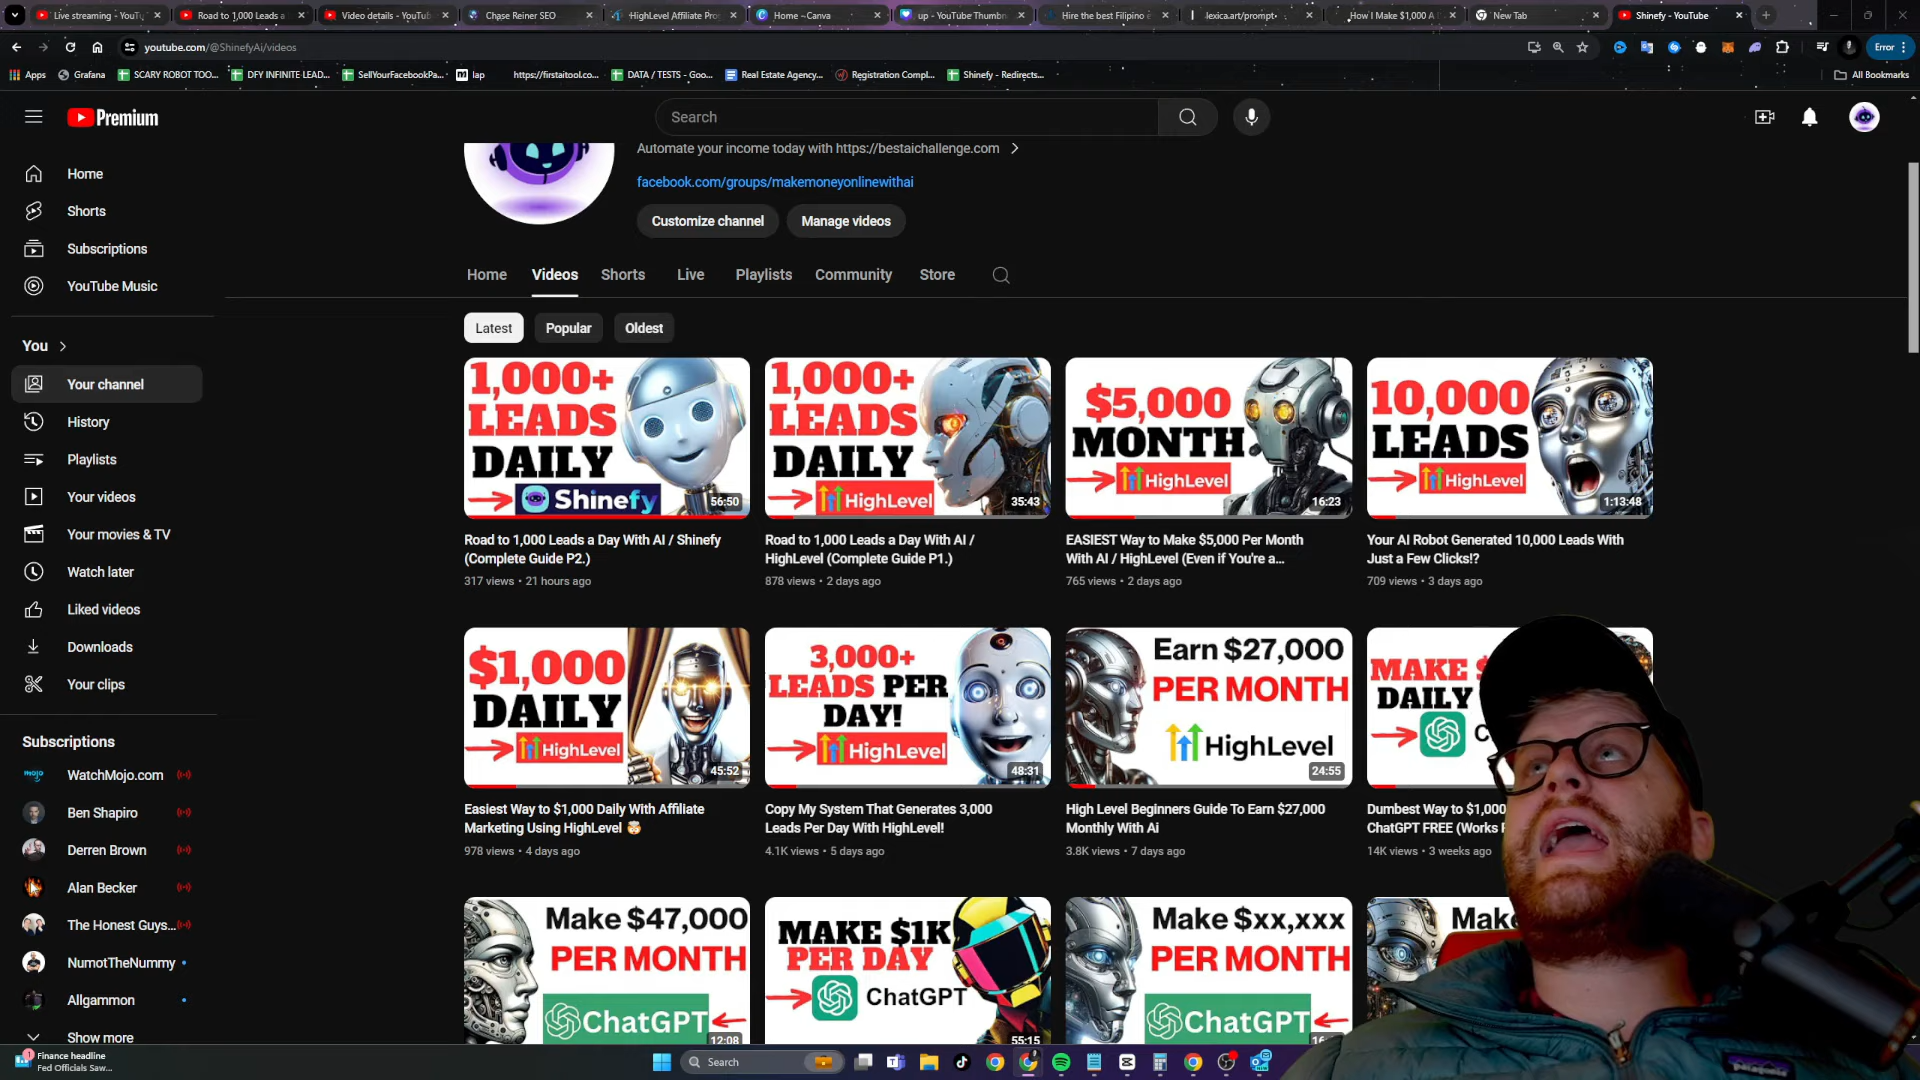 Live streaming - YouTu
Road to 1,000 Leads a
Video details - YouTub
Chase Reiner SEO
HighLevel Affiliate Pro
Home - Canva
up - YouTube Thumbn
Hire the best Filipino
lexica.art/prompt
How I Make $1,000 A
New Tab
Shinefy - YouTube
youtube.com/@ShinefyAi/videos
Error
Apps
Grafana
SCARY ROBOT TOO...
DFY INFINITE LEAD...
SellYourFacebookPa...
lap
https://firstaitool.co...
DATA / TESTS - Goo...
Real Estate Agency...
Registration Compl...
Shinefy - Redirects...
All Bookmarks
Premium
Search
Automate your income today with https://bestaichallenge.com
facebook.com/groups/makemoneyonlinewithai
Customize channel
Manage videos
Home
Videos
Shorts
Live
Playlists
Community
Store
Latest
Popular
Oldest
Home
Shorts
Subscriptions
YouTube Music
You
Your channel
History
Playlists
Your videos
Your movies & TV
Watch later
Liked videos
Downloads
Your clips
Subscriptions
WatchMojo.com
Ben Shapiro
Derren Brown
Alan Becker
The Honest Guys...
NumotTheNummy
Allgammon
Show more
1,000+
LEADS
DAILY
Shinefy
56:50
Road to 1,000 Leads a Day With AI / Shinefy
(Complete Guide P2.)
317 views • 21 hours ago
1,000+
LEADS
DAILY
HighLevel
35:43
Road to 1,000 Leads a Day With AI /
HighLevel (Complete Guide P1.)
878 views • 2 days ago
$5,000
MONTH
HighLevel
16:23
EASIEST Way to Make $5,000 Per Month
With AI / HighLevel (Even if You're a...
765 views • 2 days ago
10,000
LEADS
HighLevel
1:13:48
Your AI Robot Generated 10,000 Leads With
Just a Few Clicks!?
709 views • 3 days ago
$1,000
DAILY
HighLevel
45:52
Easiest Way to $1,000 Daily With Affiliate
Marketing Using HighLevel 🤯
978 views • 4 days ago
3,000+
LEADS PER
DAY!
HighLevel
48:31
Copy My System That Generates 3,000
Leads Per Day With HighLevel!
4.1K views • 5 days ago
Earn $27,000
PER MONTH
HighLevel
24:55
High Level Beginners Guide To Earn $27,000
Monthly With Ai
3.8K views • 7 days ago
MAKE $
DAILY
C
Dumbest Way to $1,000
ChatGPT FREE (Works
14K views • 3 weeks ago
Make $47,000
PER MONTH
ChatGPT
12:08
MAKE $1K
PER DAY
ChatGPT
55:15
Make $xx,xxx
PER MONTH
ChatGPT
16:
Make
1
Finance headline
Fed Officials Saw...
Search